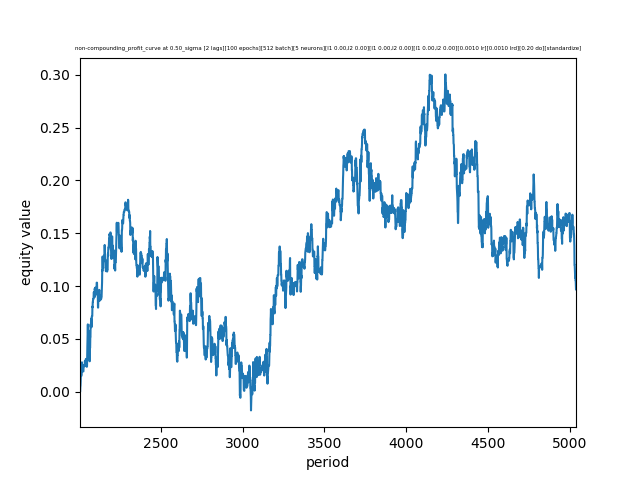 non-compounding_profit_curve at 0.50_sigma [2 lags][100 epochs][512 batch][5 neurons][l1 0.00,l2 0.00][l1 0.00,l2 0.00][l1 0.00,l2 0.00][0.0010 lr][0.0010 lrd][0.20 do][standardize]
0.30
0.25
0.20
0.15
0.10
0.05
0.00
equity value
2500 3000 3500 4000 4500 5000
period